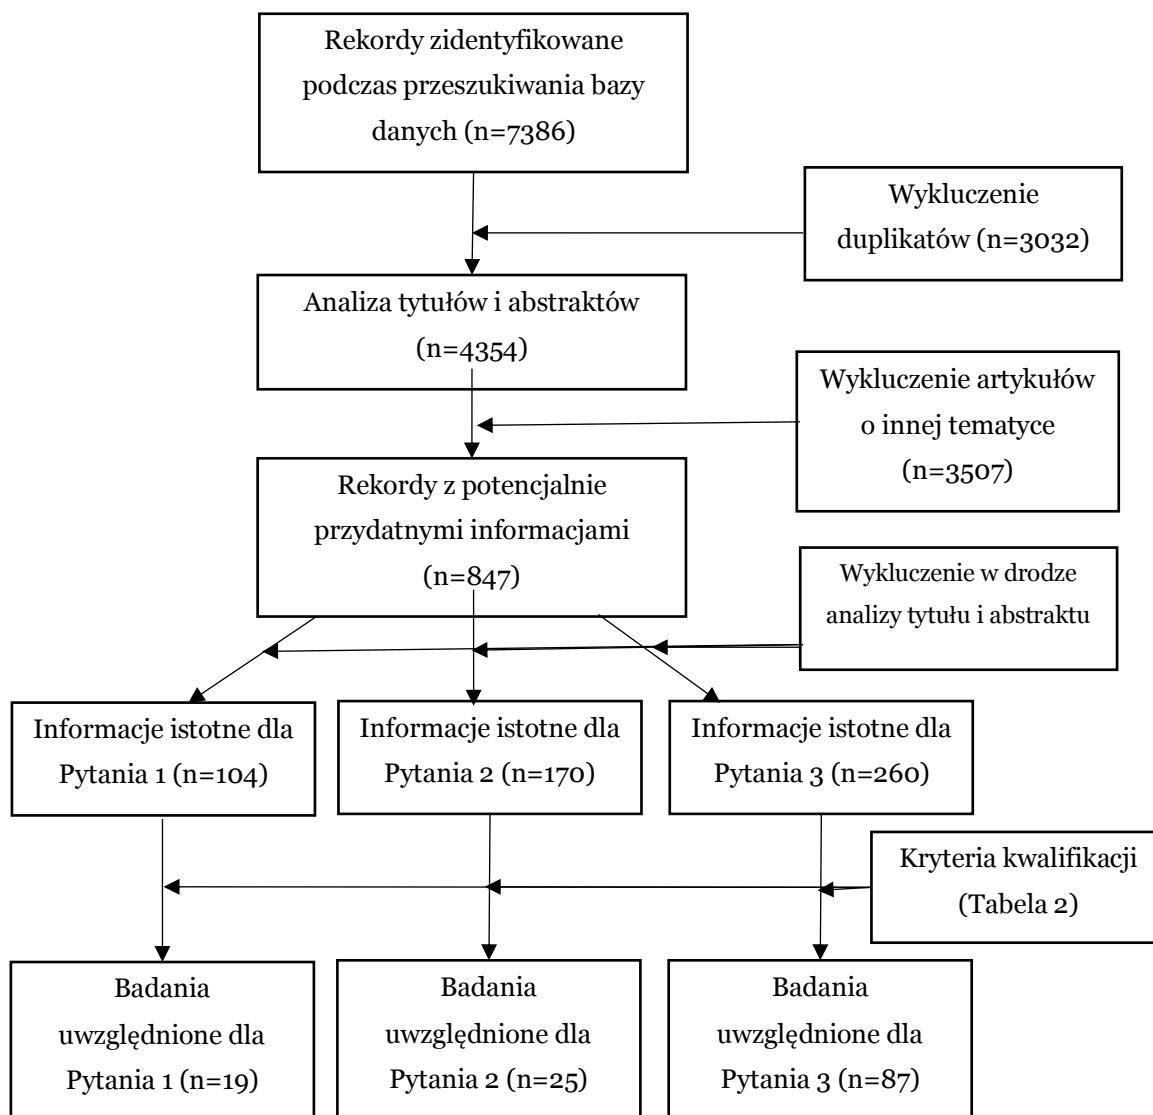 Rekordy zidentyfikowane
podczas przeszukiwania bazy
danych (n=7386)
Wykluczenie
duplikatów (n=3032)
Analiza tytułów i abstraktów
(n=4354)
Wykluczenie artykułów
o innej tematyce
(n=3507)
Rekordy z potencjalnie
przydatnymi informacjami
(n=847)
Wykluczenie w drodze
analizy tytułu i abstraktu
Informacje istotne dla
Pytania 1 (n=104)
Informacje istotne dla
Pytania 2 (n=170)
Informacje istotne dla
Pytania 3 (n=260)
Kryteria kwalifikacji
(Tabela 2)
Badania
uwzględnione dla
Pytania 1 (n=19)
Badania
uwzględnione dla
Pytania 2 (n=25)
Badania
uwzględnione dla
Pytania 3 (n=87)